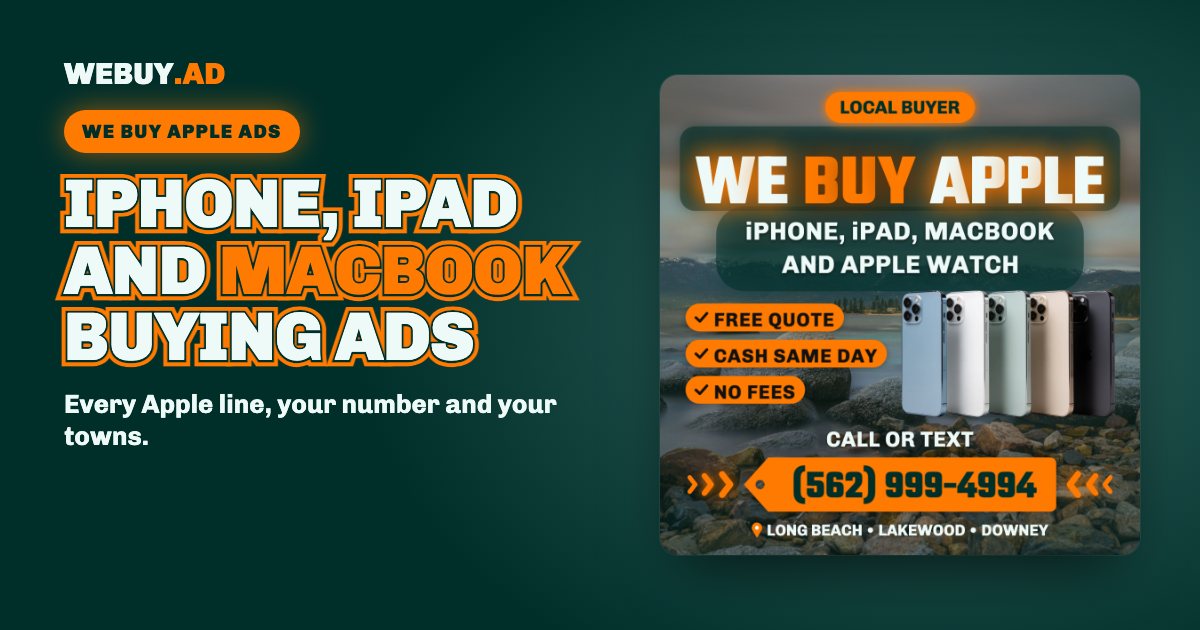 WEBUY.AD
WE BUY APPLE ADS
IPHONE, IPAD
AND MACBOOK
BUYING ADS
Every Apple line, your number and your
towns.
LOCAL BUYER
WE BUY APPLE
iPHONE, iPAD, MACBOOK
AND APPLE WATCH
FREE QUOTE
CASH SAME DAY
NO FEES
CALL OR TEXT
(562) 999-4994
LONG BEACH • LAKEWOOD • DOWNEY